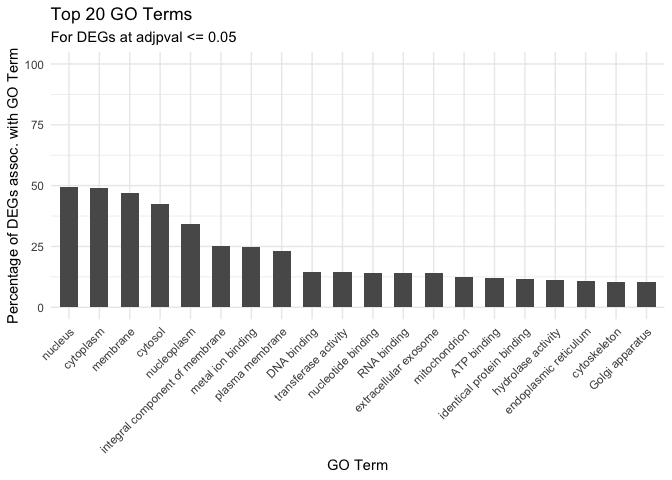 Top 20 GO Terms
For DEGs at adjpval <= 0.05
Percentage of DEGs assoc. with GO Term
100
75
50
25
0
nucleus
cytoplasm
membrane
cytosol
nucleoplasm
integral component of membrane
metal ion binding
plasma membrane
DNA binding
transferase activity
nucleotide binding
RNA binding
extracellular exosome
mitochondrion
ATP binding
identical protein binding
hydrolase activity
endoplasmic reticulum
cytoskeleton
Golgi apparatus
GO Term